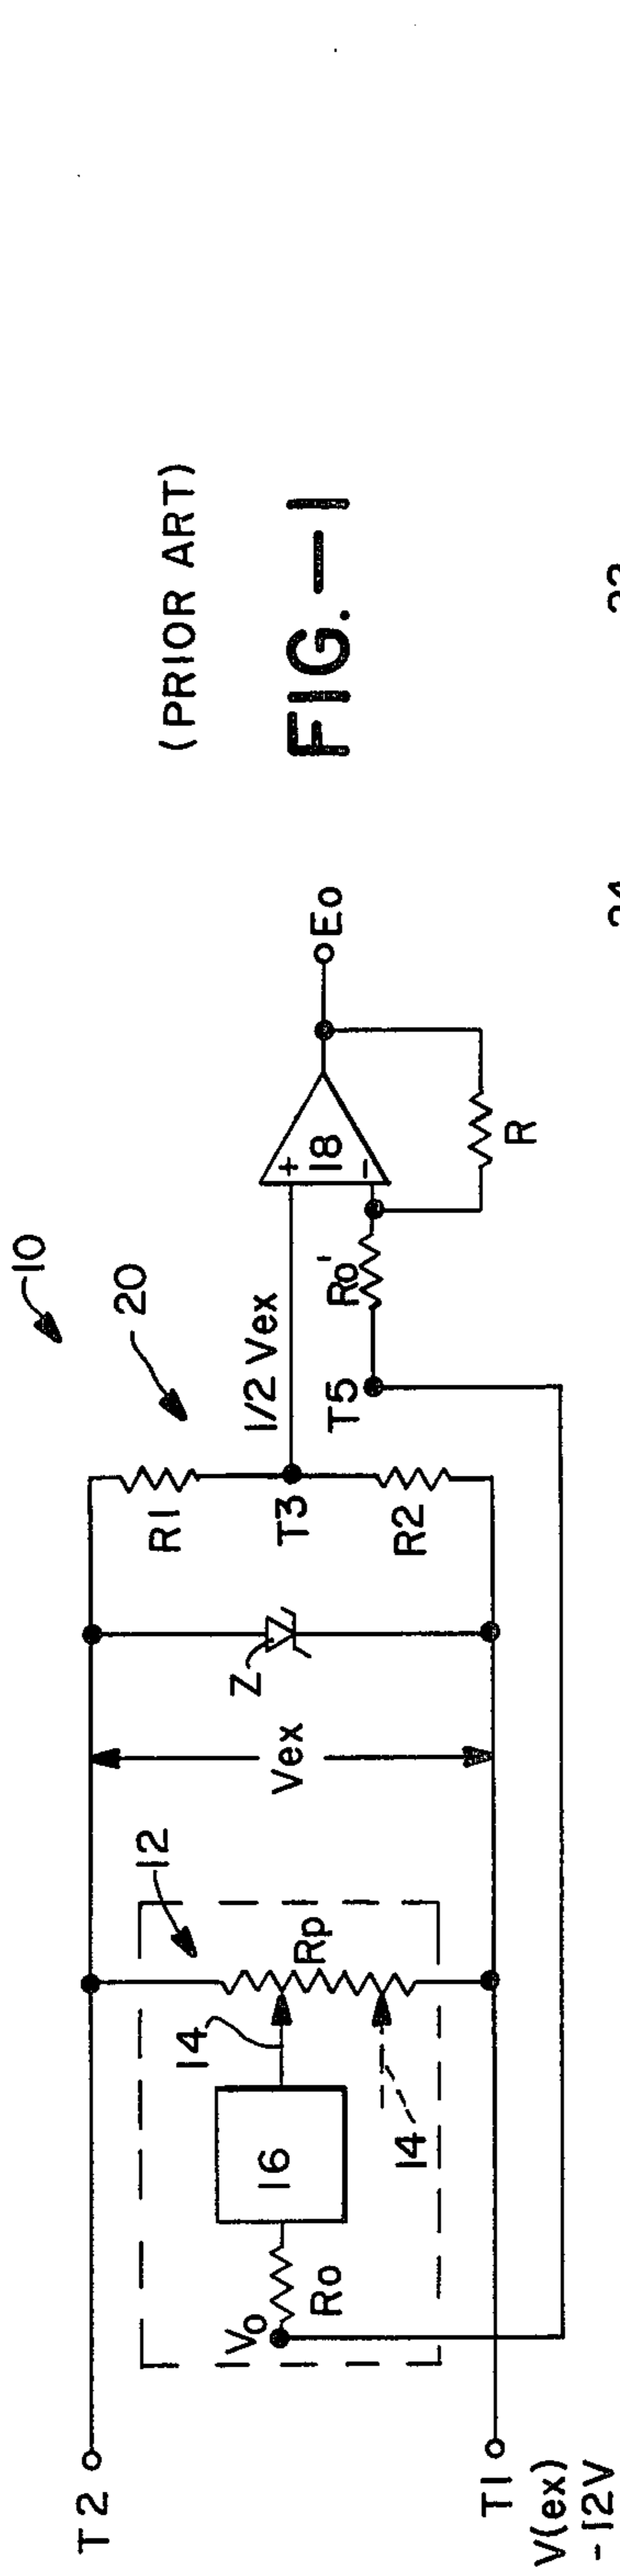 10
20
(PRIOR ART)
FIG. - 1
T2
12
14
16
Vo
Ro
Rp
14
Vex
Z
R1
T3
R2
1/2 Vex
T5
Ro'
+
18
-
R
Eo
T1
V(ex)
-12V